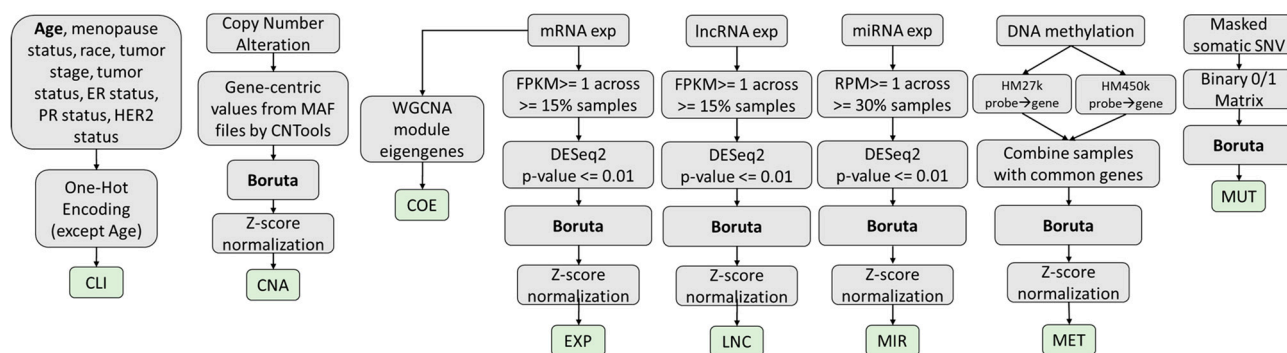 Age, menopause
status, race, tumor
stage, tumor
status, ER status,
PR status, HER2
status
One-Hot
Encoding
(except Age)
CLI
Copy Number
Alteration
Gene-centric
values from MAF
files by CNTools
Boruta
Z-score
normalization
CNA
WGCNA
module
eigengenes
COE
mRNA exp
FPKM>= 1 across
>= 15% samples
DESeq2
p-value <= 0.01
Boruta
Z-score
normalization
EXP
lncRNA exp
FPKM>= 1 across
>= 15% samples
DESeq2
p-value <= 0.01
Boruta
Z-score
normalization
LNC
miRNA exp
RPM>= 1 across
>= 30% samples
DESeq2
p-value <= 0.01
Boruta
Z-score
normalization
MIR
DNA methylation
HM27k
probe→gene
HM450k
probe→gene
Combine samples
with common genes
Boruta
Z-score
normalization
MET
Masked
somatic SNV
Binary 0/1
Matrix
Boruta
MUT